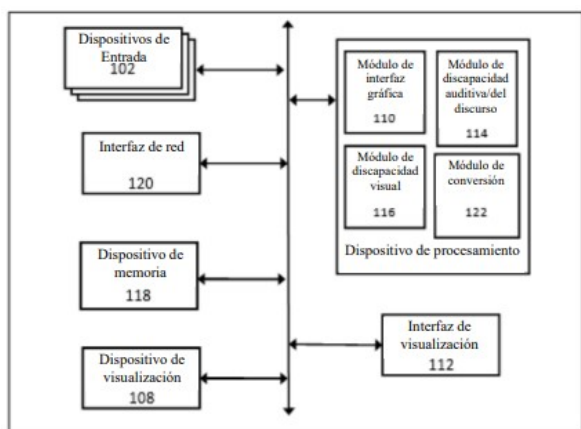 Dispositivos de
Entrada
102
Interfaz de red
120
Dispositivo de
memoria
118
Dispositivo de
visualización
108
Módulo de
interfaz
gráfica
110
Módulo de
discapacidad
auditiva/del
discurso
114
Módulo de
discapacidad
visual
116
Módulo de
conversión
122
Dispositivo de procesamiento
Interfaz de
visualización
112